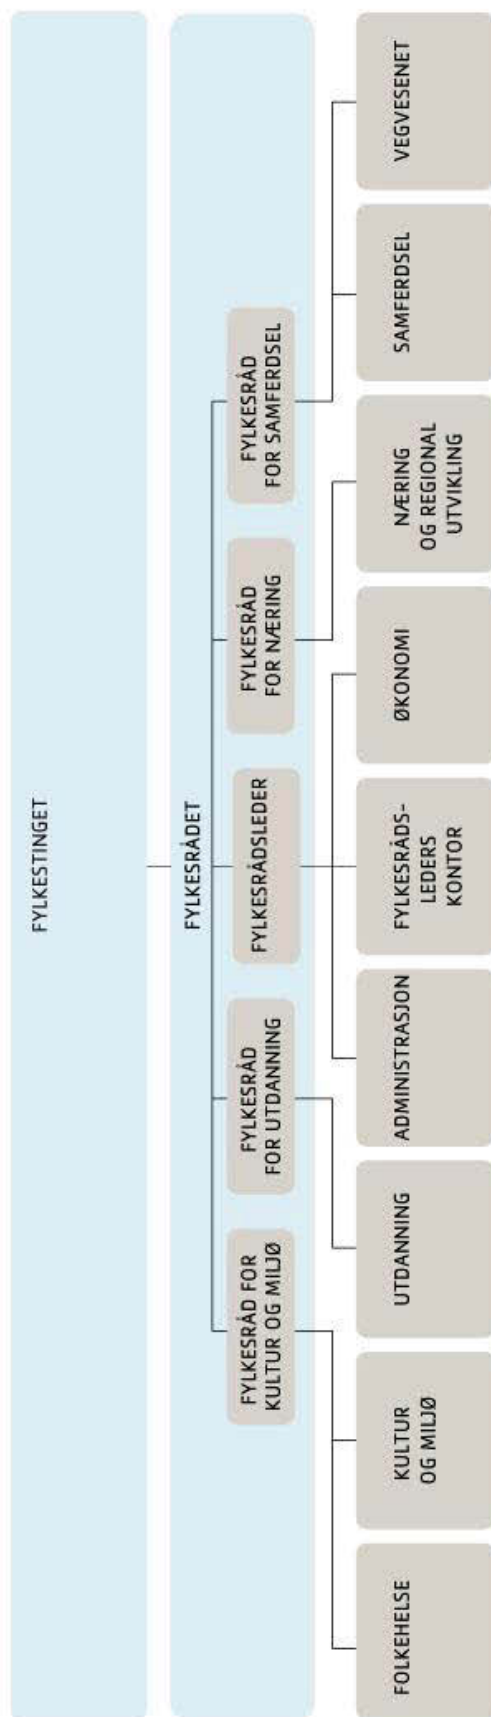 FYLKESTINGET
FYLKESRÅDET
FYLKESRÅD FOR
KULTUR OG MILJØ
FYLKESRÅD
FOR UTDANNING
FYLKESRÅDSLEDER
FYLKESRÅD
FOR NÆRING
FYLKESRÅD
FOR SAMFERDSEL
FOLKEHELSE
KULTUR
OG MILJØ
UTDANNING
ADMINISTRASJON
FYLKESRÅDS-
LEDERS
KONTOR
ØKONOMI
NÆRING
OG REGIONAL
UTVIKLING
SAMFERDSEL
VEGVESENET